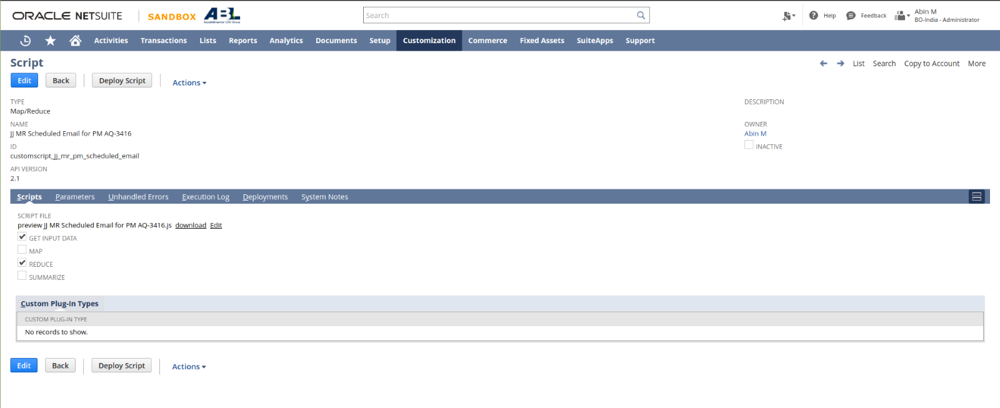 ORACLE NETSUITE SANDBOX ABL
Search
Help Feedback Abin M
BO-India - Administrator
Activities Transactions Lists Reports Analytics Documents Setup Customization Commerce Fixed Assets SuiteApps Support
Script
List Search Copy to Account More
Edit Back Deploy Script Actions
TYPE
Map/Reduce
NAME
JJ MR Scheduled Email for PM AQ-3416
ID
customscript_jj_mr_pm_scheduled_email
API VERSION
2.1
DESCRIPTION
OWNER
Abin M
INACTIVE
Scripts Parameters Unhandled Errors Execution Log Deployments System Notes
SCRIPT FILE
preview JJ MR Scheduled Email for PM AQ-3416.js download Edit
GET INPUT DATA
MAP
REDUCE
SUMMARIZE
Custom Plug-In Types
CUSTOM PLUG-IN TYPE
No records to show.
Edit Back Deploy Script Actions